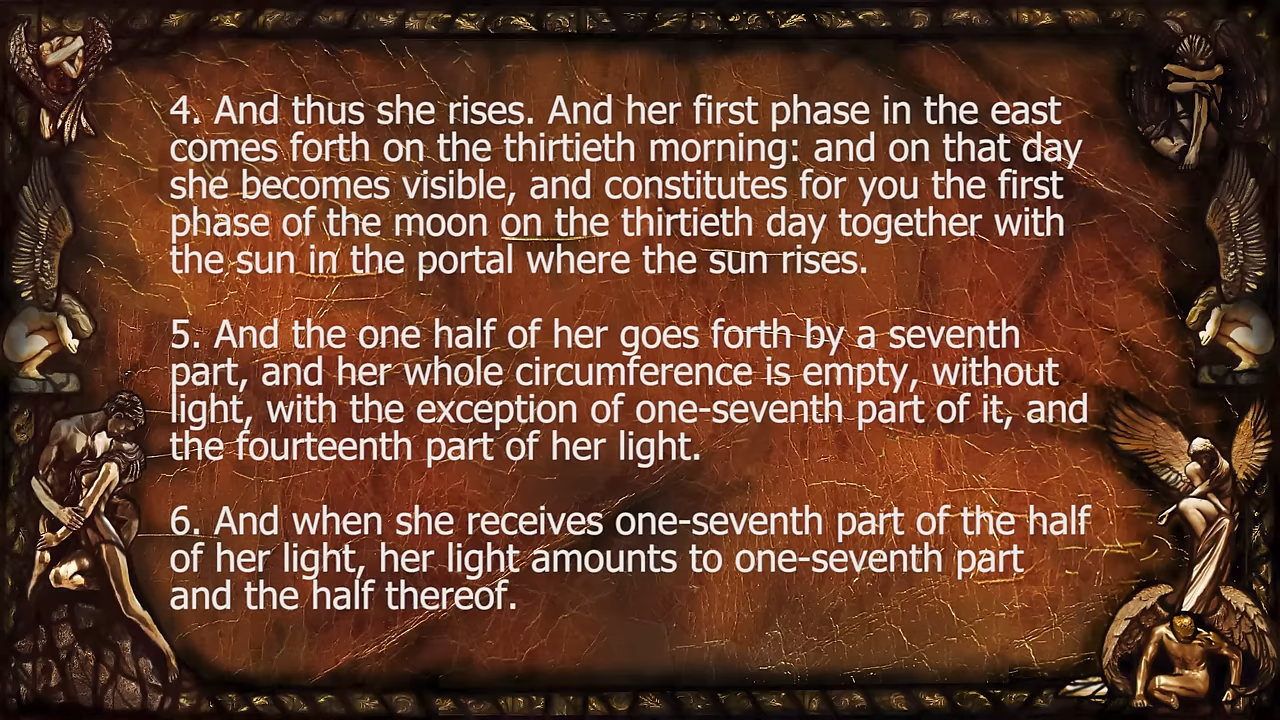 4. And thus she rises. And her first phase in the east
comes forth on the thirtieth morning: and on that day
she becomes visible, and constitutes for you the first
phase of the moon on the thirtieth day together with
the sun in the portal where the sun rises.
5. And the one half of her goes forth by a seventh
part, and her whole circumference is empty, without
light, with the exception of one-seventh part of it, and
the fourteenth part of her light.
6. And when she receives one-seventh part of the half
of her light, her light amounts to one-seventh part
and the half thereof.